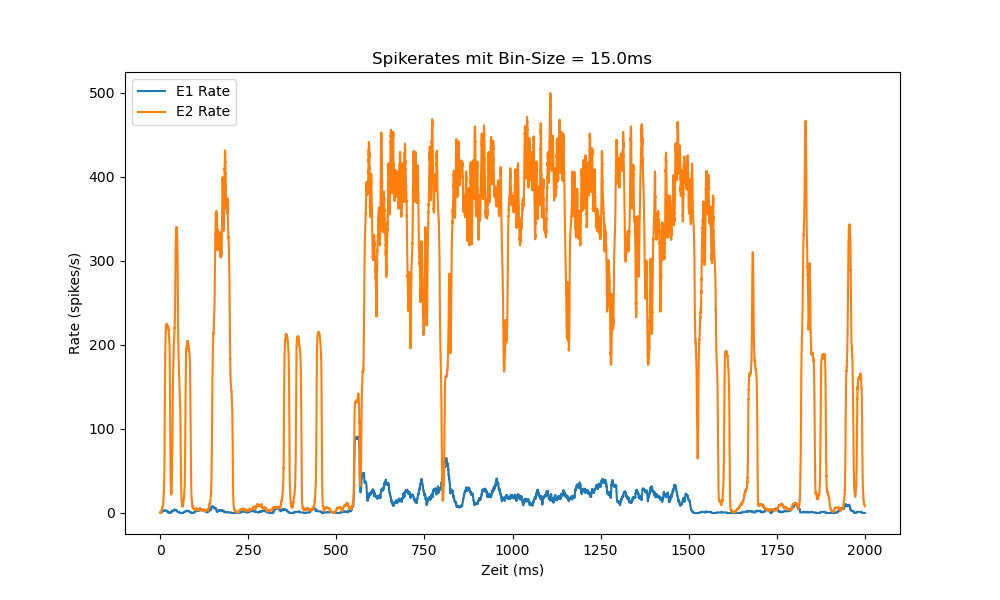 Spikerates mit Bin-Size = 15.0ms
E1 Rate
E2 Rate
500
400
300
200
100
0
Rate (spikes/s)
0 250 500 750 1000 1250 1500 1750 2000
Zeit (ms)